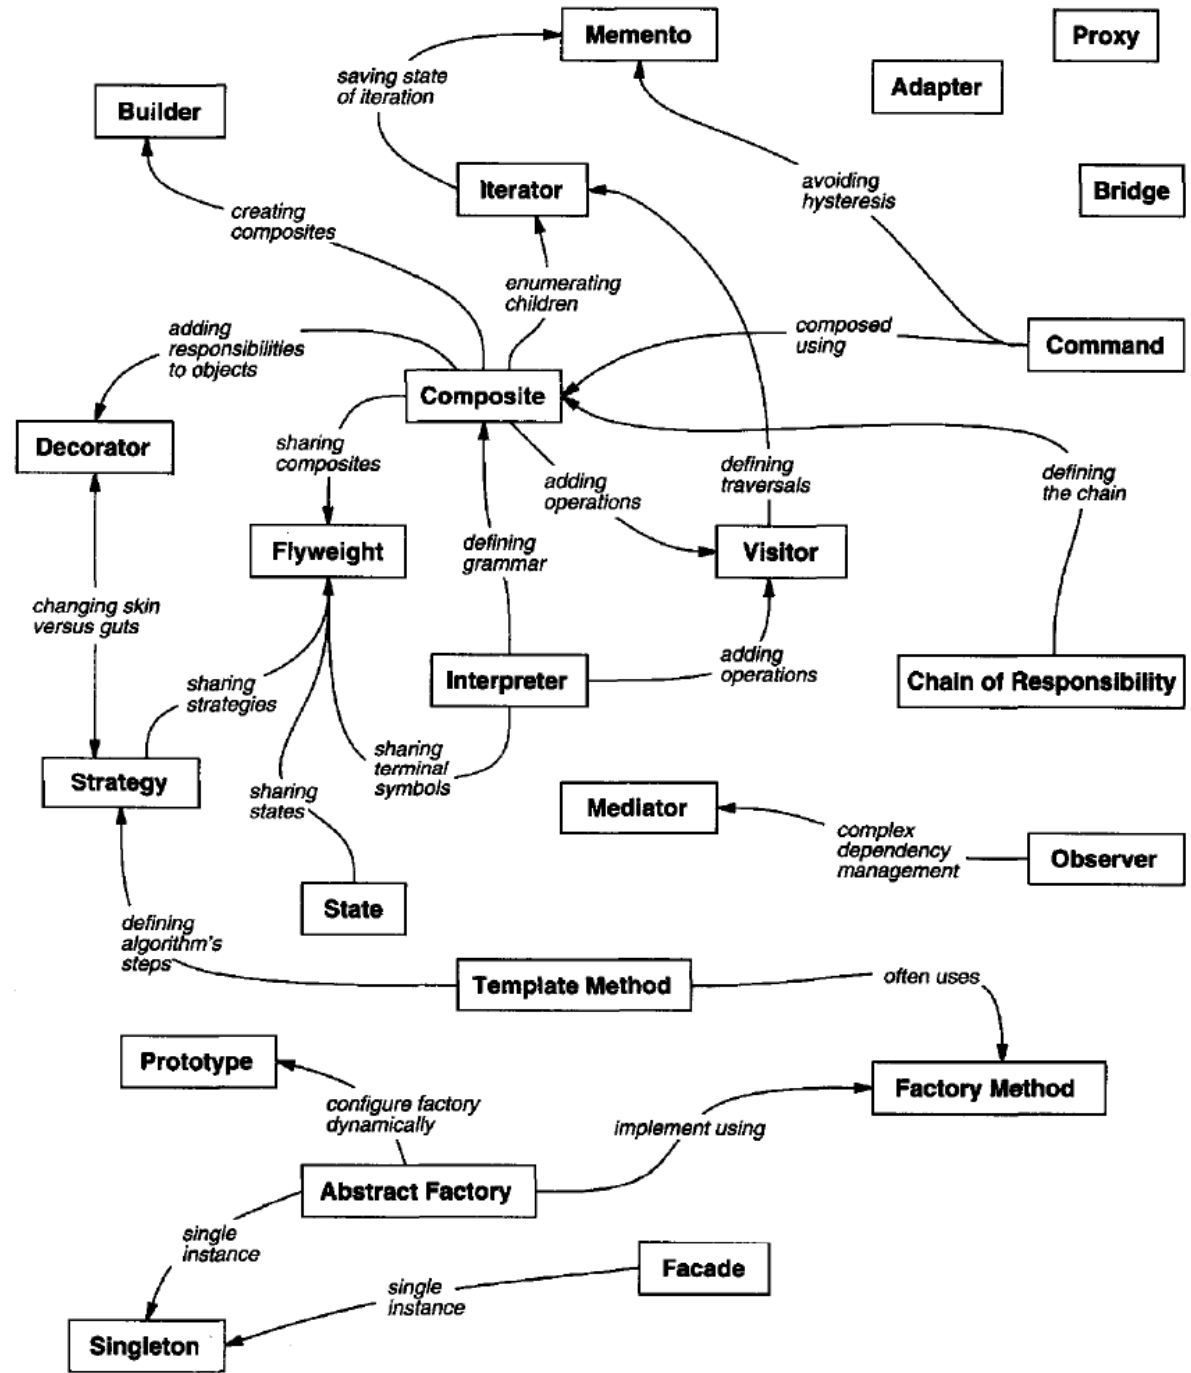 Memento
Proxy
saving state
of iteration
Adapter
Builder
Iterator
avoiding
hysteresis
Bridge
creating
composites
enumerating
children
adding
responsibilities
to objects
composed
using
Command
Composite
Decorator
sharing
composites
adding
operations
defining
traversals
defining
the chain
Flyweight
defining
grammar
Visitor
changing skin
versus guts
sharing
strategies
Interpreter
adding
operations
Chain of Responsibility
Strategy
sharing
terminal
symbols
sharing
states
Mediator
complex
dependency
management
Observer
State
defining
algorithm's
steps
Template Method
often uses
Prototype
Factory Method
configure factory
dynamically
implement using
Abstract Factory
single
instance
Facade
single
instance
Singleton